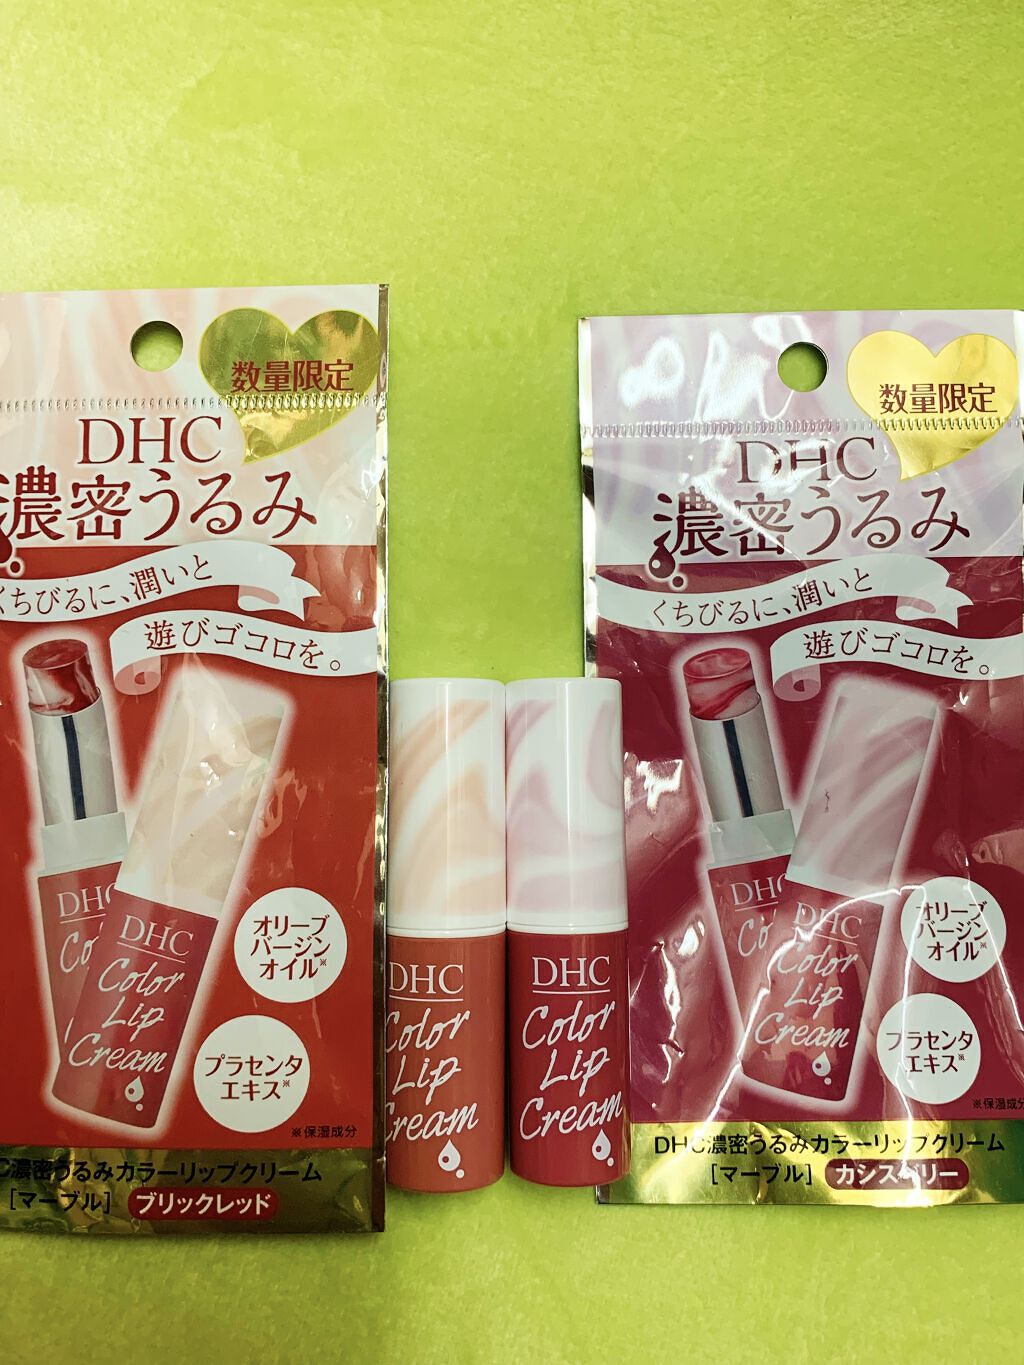 数量限定
DHC
濃密うるみ
くちびるに、潤いと
遊びゴコロを。
DHC
Co
DHC
Color
Lip
Cream
オリーブ
バージン
オイル※
プラセンタ
エキス※
※保湿成分
C濃密うるみカラーリップクリーム
[マーブル] ブリックレッド
DHC
Color
Lip
Cream
DHC
Color
Lip
Cream
数量限定
DHC
濃密うるみ
くちびるに、潤いと
遊びゴコロを。
DHC
Co
DHC
Color
Lip
Cream
オリーブ
バージン
オイル※
プラセンタ
エキス※
※保湿成分
DHC濃密うるみカラーリップクリーム
[マーブル] カシスベリー